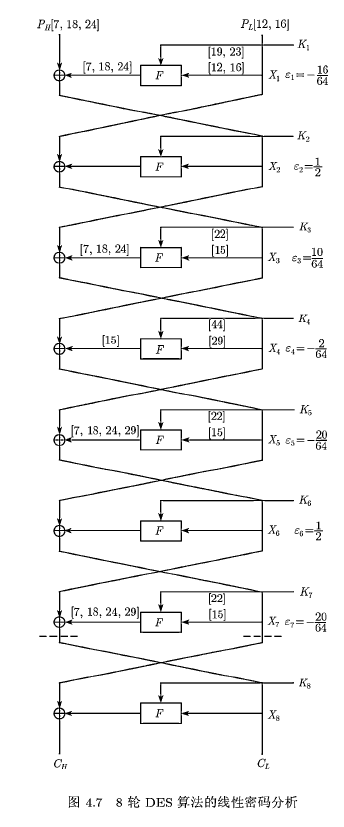 P_H[7, 18, 24] P_L[12, 16]
K_1
[19, 23]
[7, 18, 24] F [12, 16] X_1 ε_1=-16/64
K_2
F X_2 ε_2=1/2
K_3
[22]
[7, 18, 24] F [15] X_3 ε_3=10/64
K_4
[44]
[15] F [29] X_4 ε_4=-2/64
K_5
[22]
[7, 18, 24, 29] F [15] X_5 ε_5=-20/64
K_6
F X_6 ε_6=1/2
K_7
[22]
[7, 18, 24, 29] F [15] X_7 ε_7=-20/64
K_8
F X_8
C_H C_L
图 4.7 8 轮 DES 算法的线性密码分析